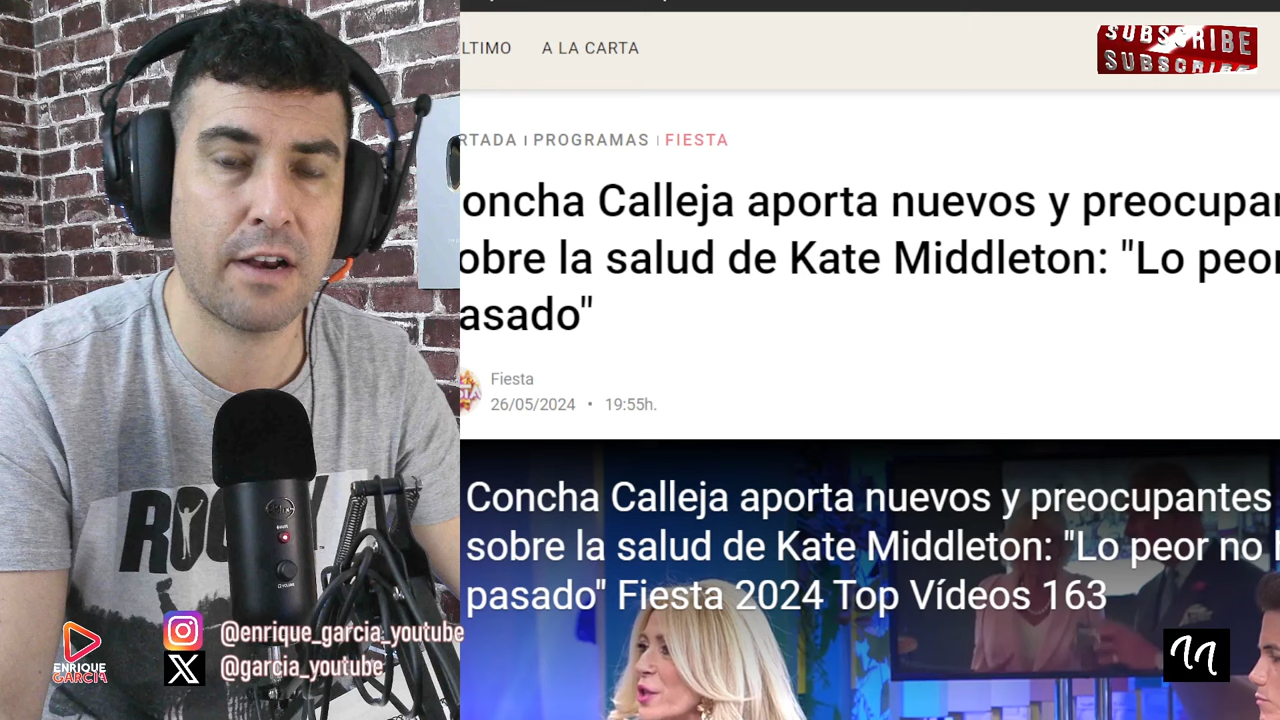 LTIMO A LA CARTA
SUBSCRIBE
SUBSCRIBE
RTADA | PROGRAMAS | FIESTA
oncha Calleja aporta nuevos y preocupan
obre la salud de Kate Middleton: "Lo peor
asado"
Fiesta
26/05/2024 • 19:55h.
Concha Calleja aporta nuevos y preocupantes
sobre la salud de Kate Middleton: "Lo peor no h
pasado" Fiesta 2024 Top Vídeos 163
ROCKY
@enrique_garcia_youtube
@garcia_youtube
ENRIQUE
GARCIA